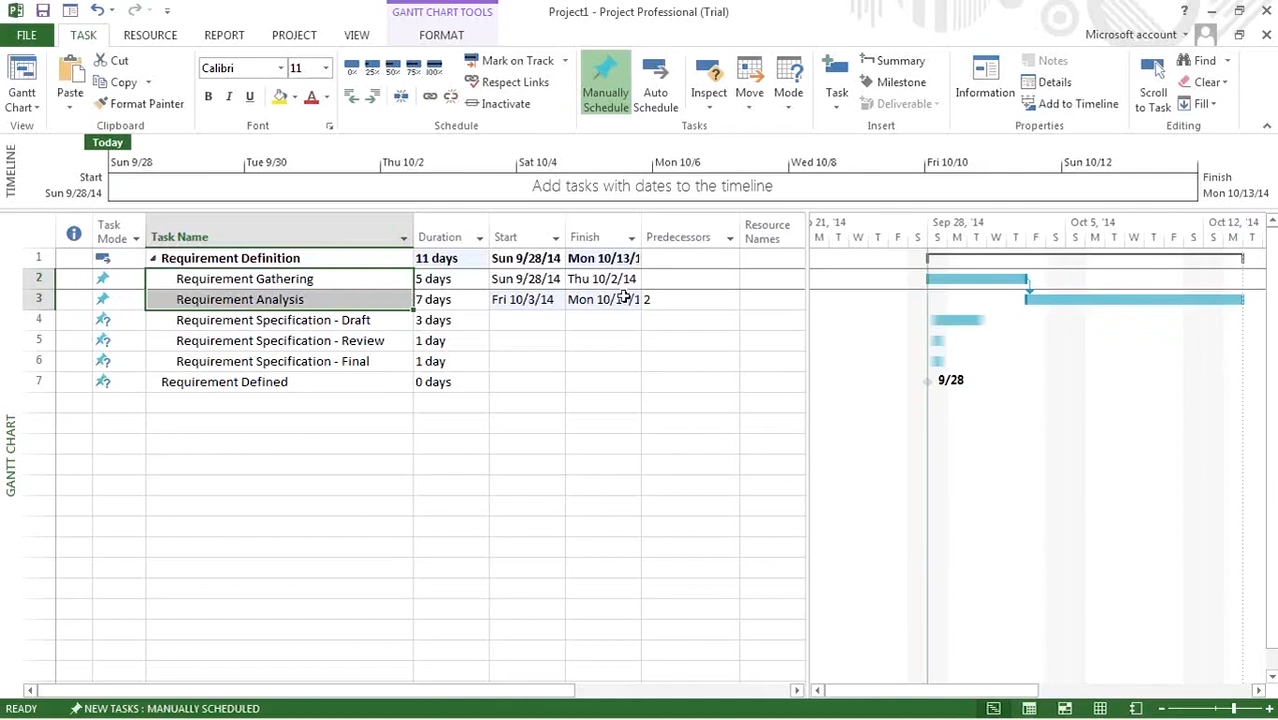 GANTT CHART TOOLS
Project1 - Project Professional (Trial)
FILE TASK RESOURCE REPORT PROJECT VIEW FORMAT Microsoft account
Gantt Chart
View
Paste
Cut
Copy
Format Painter
Clipboard
Calibri 11
B I U A
Font
0% 25% 50% 75% 100%
Mark on Track
Respect Links
Inactivate
Schedule
Manually Schedule
Auto Schedule
Inspect
Move
Mode
Tasks
Task
Summary
Milestone
Deliverable
Insert
Information
Notes
Details
Add to Timeline
Properties
Scroll to Task
Find
Clear
Fill
Editing
Today
TIMELINE
Sun 9/28 Tue 9/30 Thu 10/2 Sat 10/4 Mon 10/6 Wed 10/8 Fri 10/10 Sun 10/12
Start
Sun 9/28/14
Add tasks with dates to the timeline
Finish
Mon 10/13/14
GANTT CHART
Task Mode Task Name Duration Start Finish Predecessors Resource Names
21, '14 Sep 28, '14 Oct 5, '14 Oct 12, '14
M T W T F S S M T W T F S S M T W T F S S M T
1 Requirement Definition 11 days Sun 9/28/14 Mon 10/13/1
2 Requirement Gathering 5 days Sun 9/28/14 Thu 10/2/14
3 Requirement Analysis 7 days Fri 10/3/14 Mon 2
4 Requirement Specification - Draft 3 days
5 Requirement Specification - Review 1 day
6 Requirement Specification - Final 1 day
7 Requirement Defined 0 days 9/28
READY NEW TASKS : MANUALLY SCHEDULED